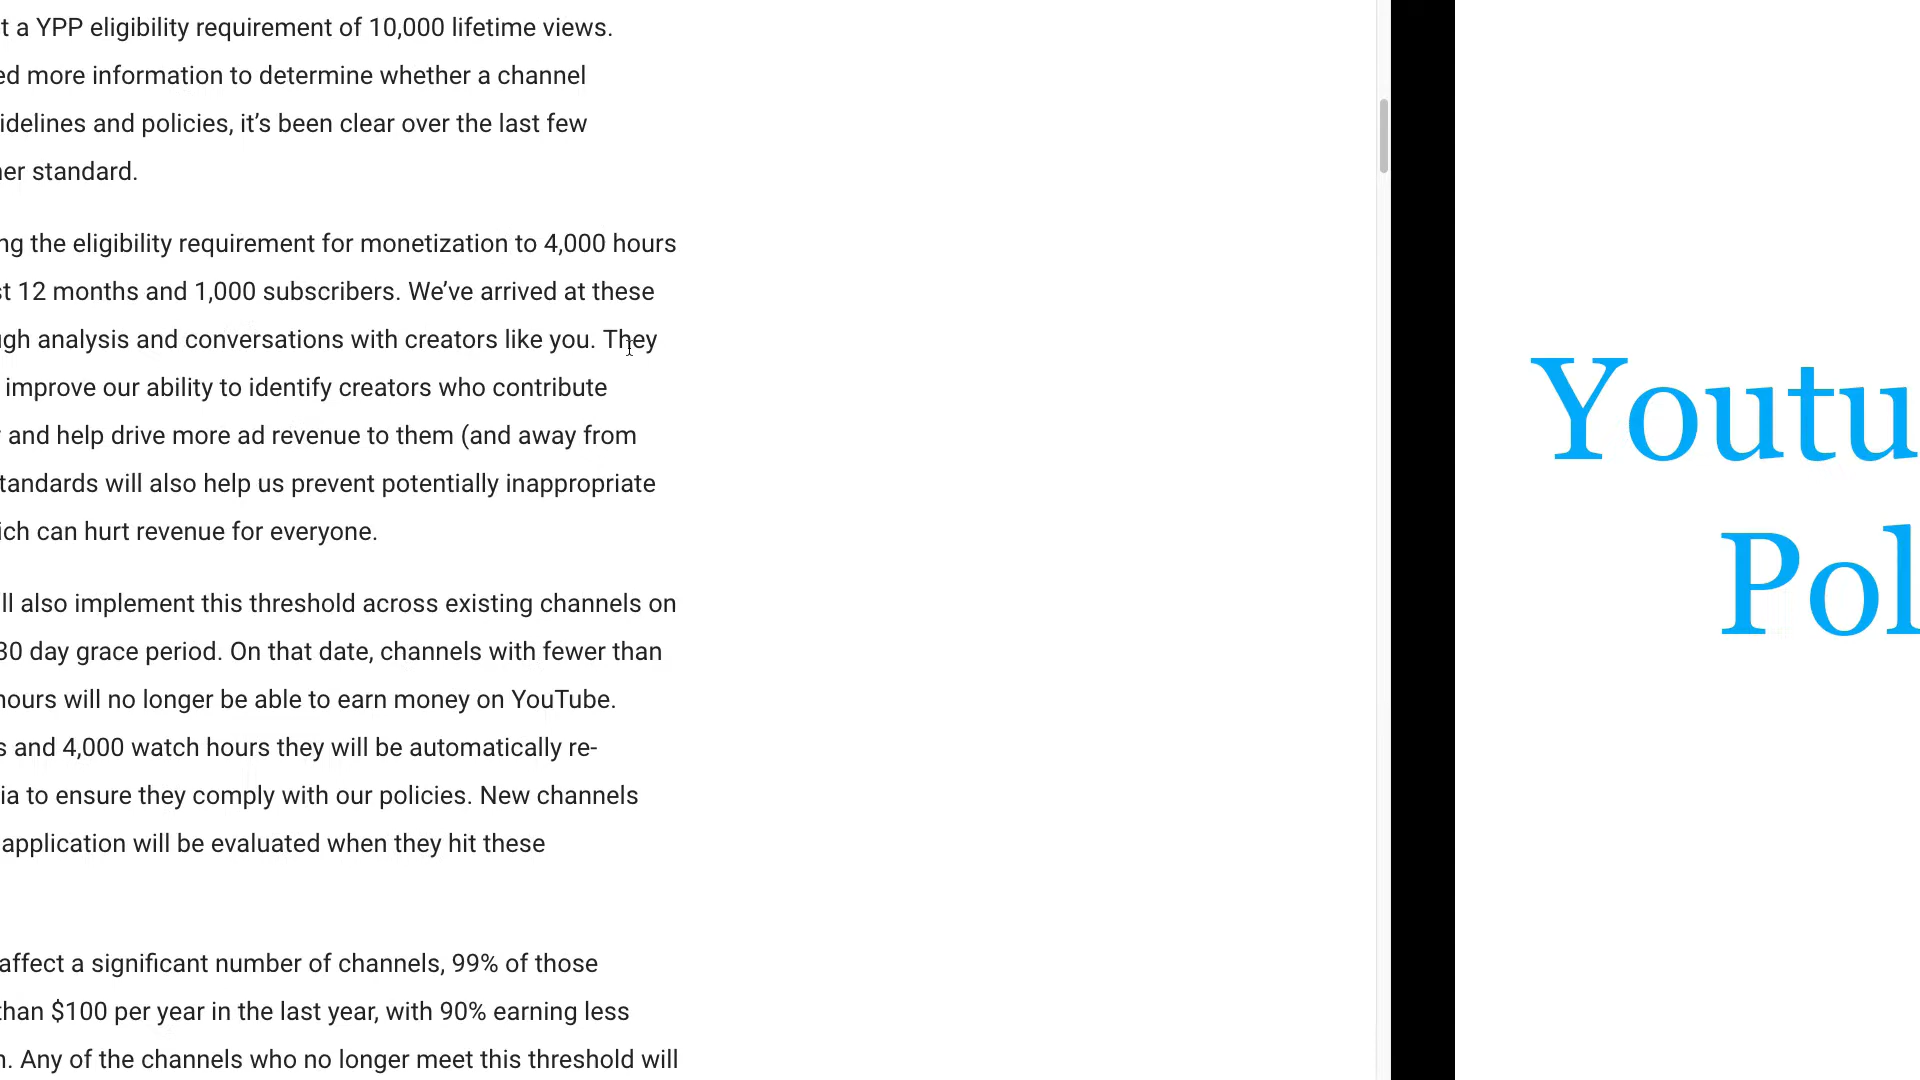 t a YPP eligibility requirement of 10,000 lifetime views.
ed more information to determine whether a channel
idelines and policies, it’s been clear over the last few
ner standard.
ng the eligibility requirement for monetization to 4,000 hours
st 12 months and 1,000 subscribers. We’ve arrived at these
ugh analysis and conversations with creators like you. They
improve our ability to identify creators who contribute
and help drive more ad revenue to them (and away from
tandards will also help us prevent potentially inappropriate
ich can hurt revenue for everyone.
ll also implement this threshold across existing channels on
30 day grace period. On that date, channels with fewer than
hours will no longer be able to earn money on YouTube.
s and 4,000 watch hours they will be automatically re-
ia to ensure they comply with our policies. New channels
application will be evaluated when they hit these
affect a significant number of channels, 99% of those
than $100 per year in the last year, with 90% earning less
n. Any of the channels who no longer meet this threshold will
Youtu
Pol